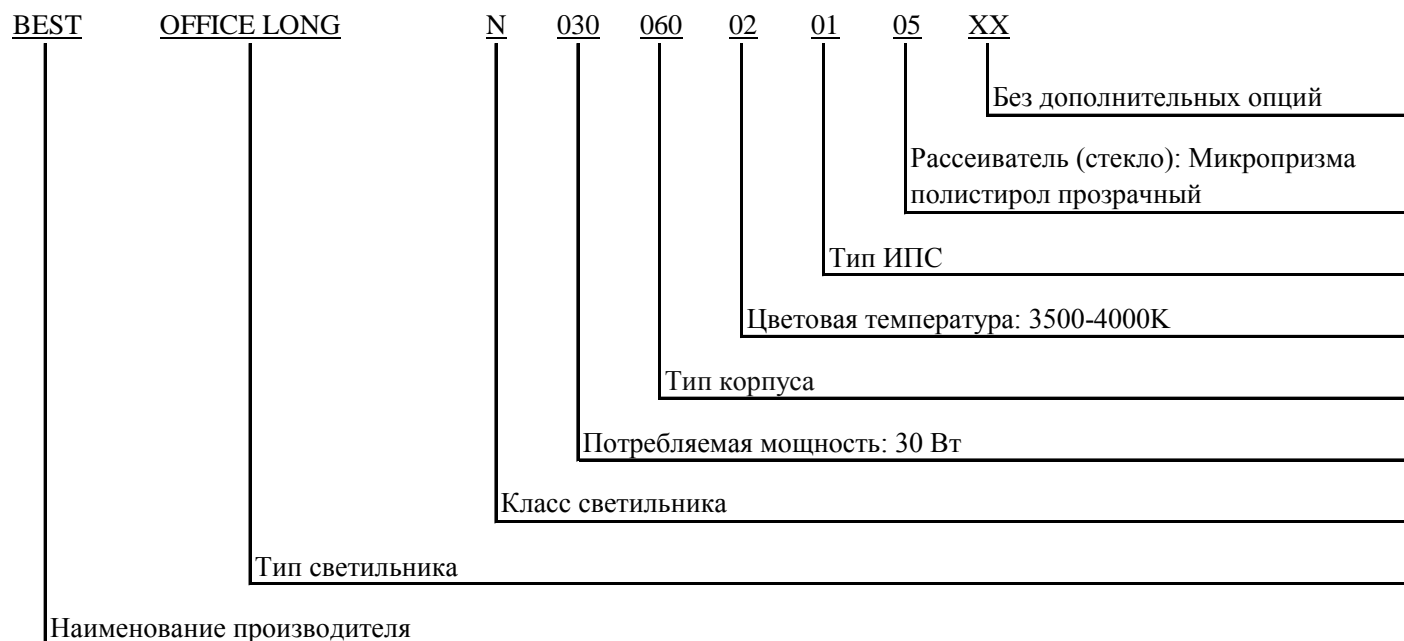 BEST OFFICE LONG N 030 060 02 01 05 XX
Без дополнительных опций
Рассеиватель (стекло): Микропризма
полистирол прозрачный
Тип ИПС
Цветовая температура: 3500-4000K
Тип корпуса
Потребляемая мощность: 30 Вт
Класс светильника
Тип светильника
Наименование производителя